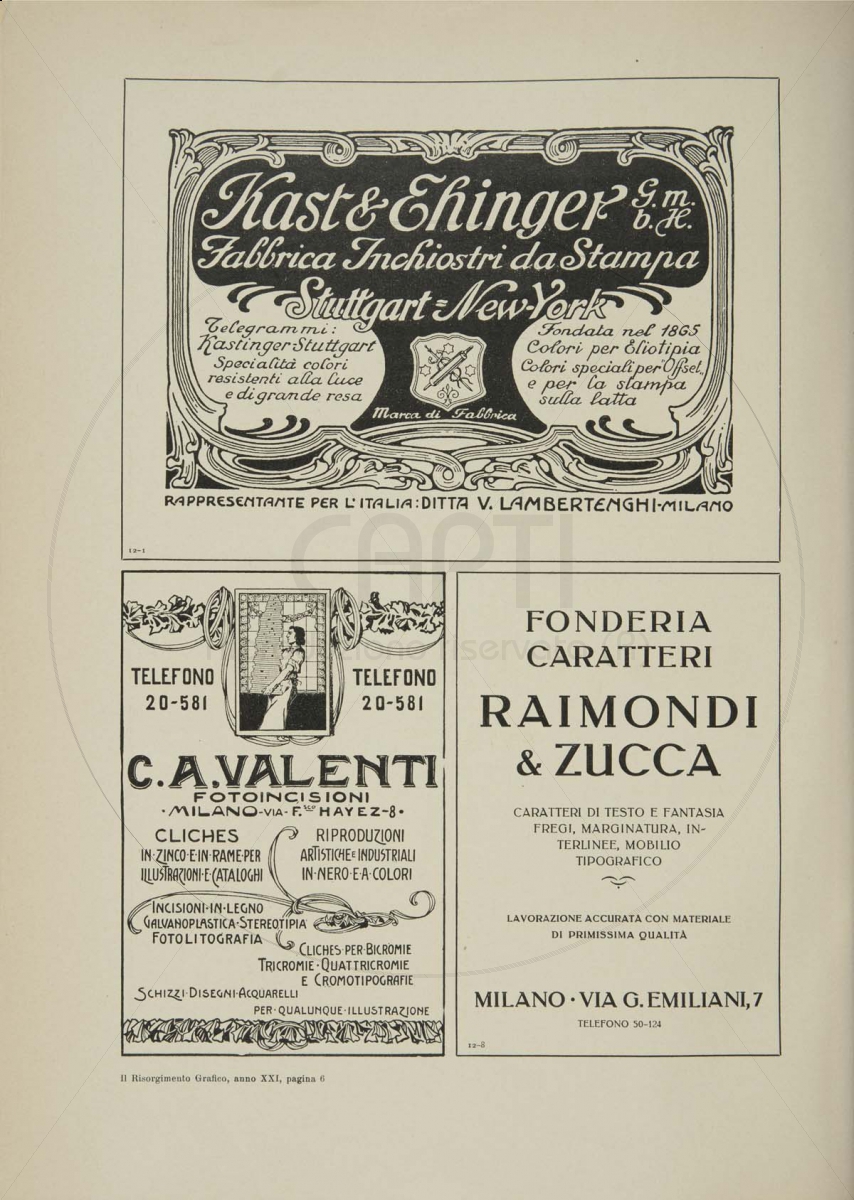 Kast & Ehinger G.m.b.H.
Fabbrica Inchiostri da Stampa
Stuttgart=New-York
Telegrammi:
Kastinger-Stuttgart
Specialità colori
resistenti alla luce
e di grande resa
Fondata nel 1865
Colori per Eliotipia
Colori speciali per Offset,
e per la stampa
sulla latta
Marca di Fabbrica
RAPPRESENTANTE PER L'ITALIA: DITTA V. LAMBERTENGHI-MILANO
12-1
CAPTI
TELEFONO
20-581
TELEFONO
20-581
C.A.VALENTI
FOTOINCISIONI
·MILANO-VIA-F.sco HAYEZ-8·
CLICHES
IN·ZINCO·E·IN·RAME·PER
ILLUSTRAZIONI·E·CATALOGHI
RIPRODUZIONI
ARTISTICHE E INDUSTRIALI
IN·NERO·E·A·COLORI
INCISIONI·IN·LEGNO
GALVANOPLASTICA·STEREOTIPIA
FOTOLITOGRAFIA
CLICHES·PER·BICROMIE
TRICROMIE·QUATTRICROMIE
E CROMOTIPOGRAFIE
SCHIZZI·DISEGNI·ACQUARELLI
PER·QUALUNQUE·ILLUSTRAZIONE
FONDERIA
CARATTERI
RAIMONDI
& ZUCCA
CARATTERI DI TESTO E FANTASIA
FREGI, MARGINATURA, IN-
TERLINEE, MOBILIO
TIPOGRAFICO
LAVORAZIONE ACCURATA CON MATERIALE
DI PRIMISSIMA QUALITÀ
MILANO · VIA G. EMILIANI, 7
TELEFONO 50-124
12-8
Il Risorgimento Grafico, anno XXI, pagina 6